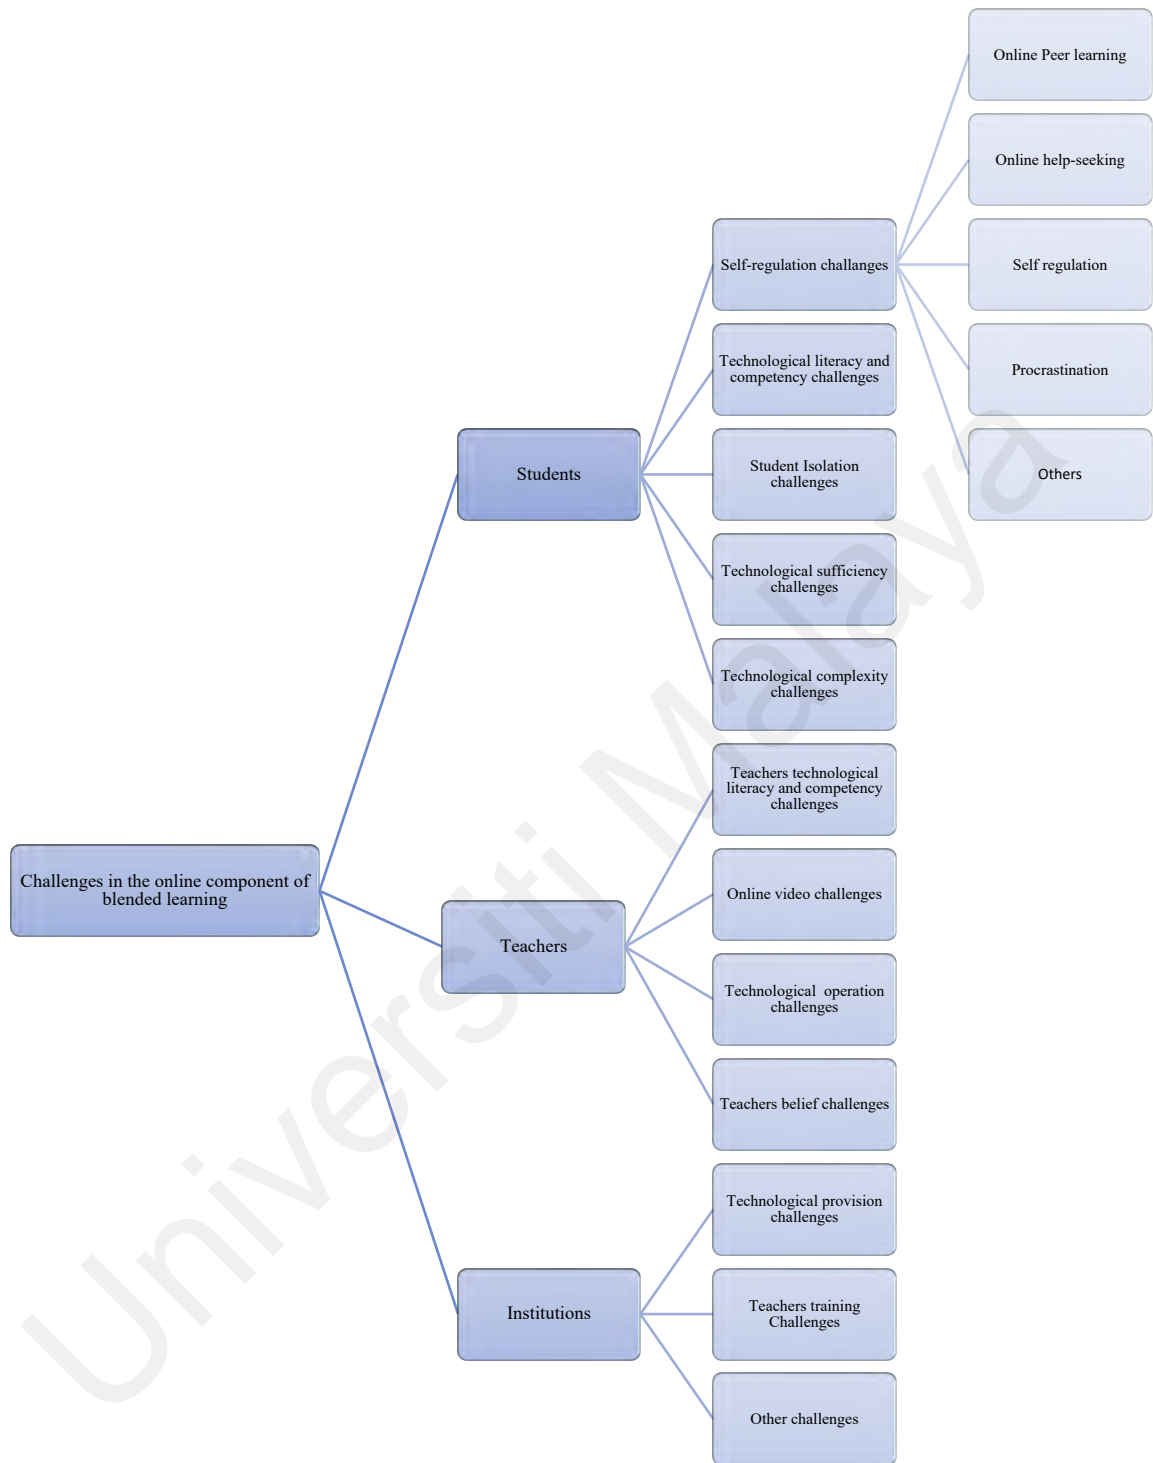 Online Peer learning
Online help-seeking
Self-regulation challanges
Self regulation
Technological literacy and
competency challenges
Procrastination
Students
Student Isolation
challenges
Others
Technological sufficiency
challenges
Technological complexity
challenges
Teachers technological
literacy and competency
challenges
Challenges in the online component of
blended learning
Online video challenges
Teachers
Technological operation
challenges
Teachers belief challenges
Technological provision
challenges
Institutions
Teachers training
Challenges
Other challenges
Universiti Malaya